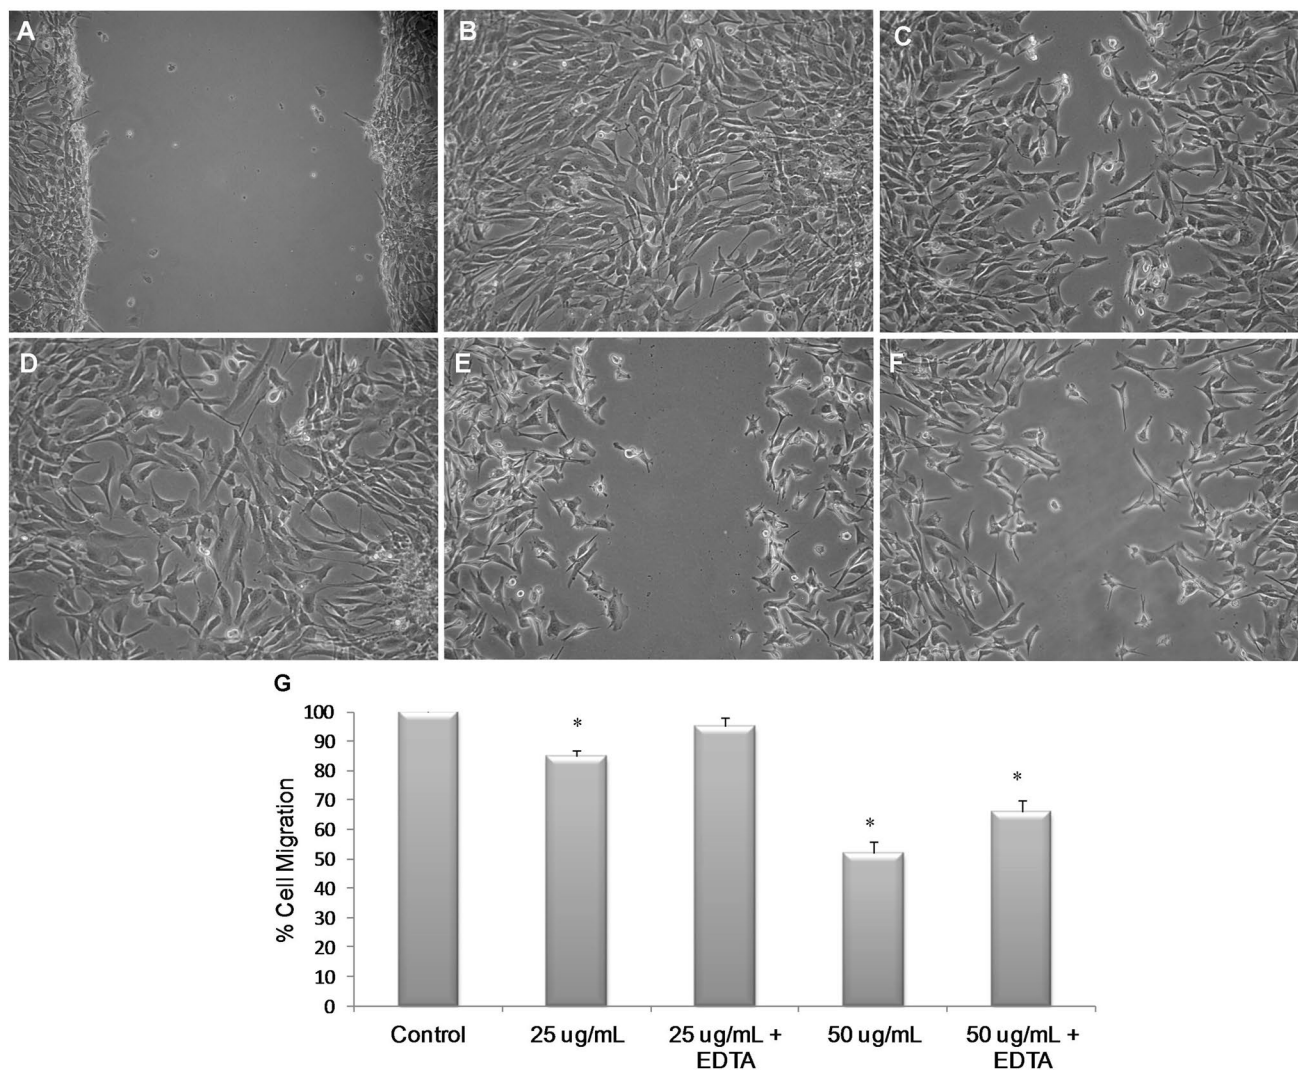 A
B
C
D
E
F
G
% Cell Migration
100
90
80
70
60
50
40
30
20
10
0
*
*
*
Control
25 ug/mL
25 ug/mL +
EDTA
50 ug/mL
50 ug/mL +
EDTA